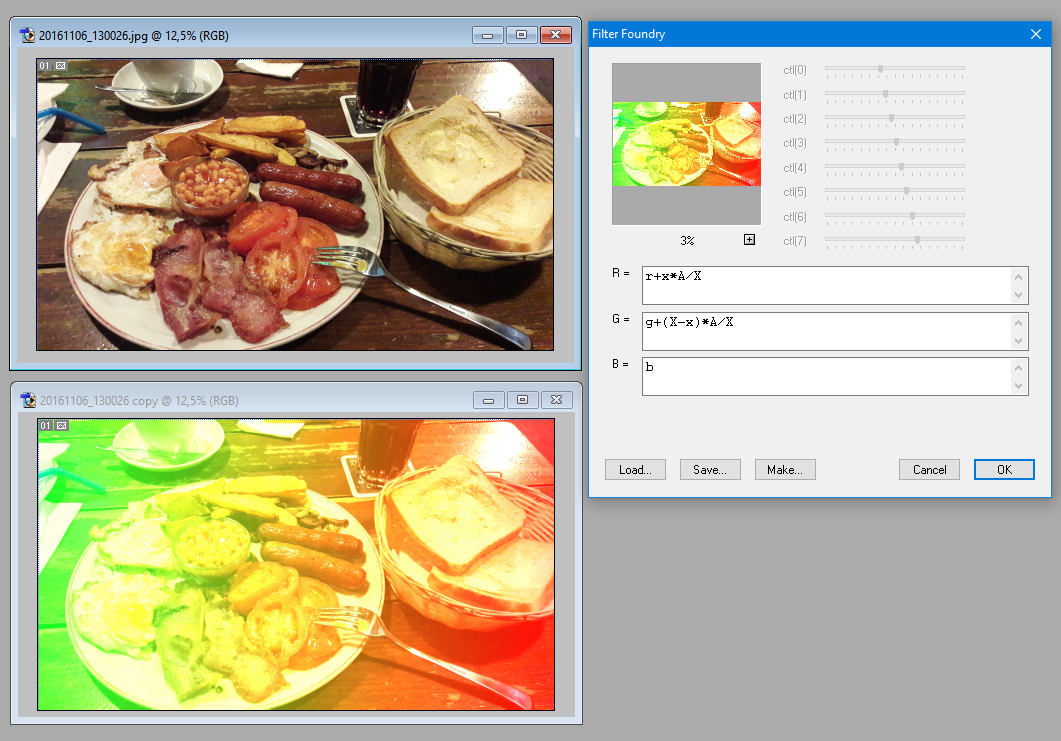 20161106_130026.jpg @ 12,5% (RGB)
01
20161106_130026 copy @ 12,5% (RGB)
01
Filter Foundry
ctl(0)
ctl(1)
ctl(2)
ctl(3)
ctl(4)
ctl(5)
ctl(6)
ctl(7)
3%
R = r+x*A/X
G = g+(X-x)*A/X
B = b
Load... Save... Make... Cancel OK